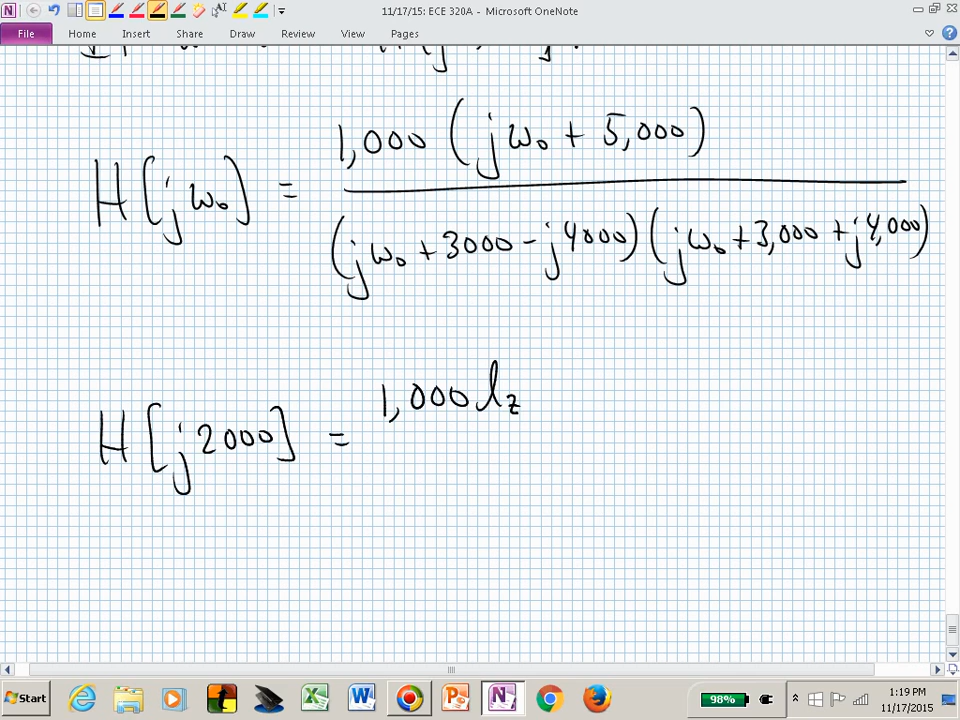 11/17/15: ECE 320A - Microsoft OneNote
File Home Insert Share Draw Review View Pages
1,000 (jω₀ + 5,000)
H[jω₀] =
(jω₀ + 3000 - j4000)(jω₀ + 3,000 + j4,000)
1,000 l_z
H[j2000] =
Start 98% 1:19 PM
11/17/2015